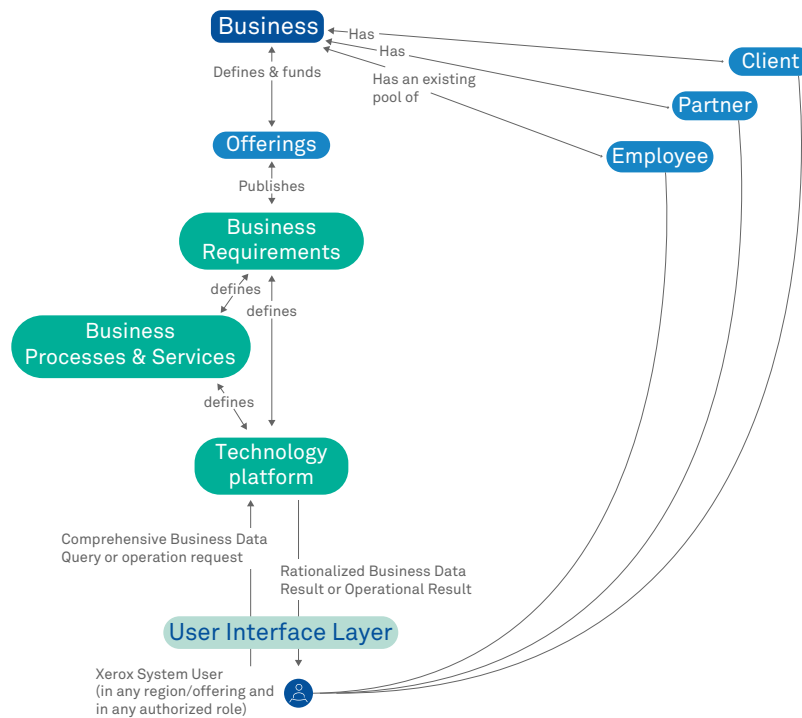 Business
Has
Has
Client
Defines & funds
Has an existing
pool of
Partner
Offerings
Employee
Publishes
Business
Requirements
defines
defines
Business
Processes & Services
defines
Technology
platform
Comprehensive Business Data
Query or operation request
Rationalized Business Data
Result or Operational Result
User Interface Layer
Xerox System User
(in any region/offering and
in any authorized role)